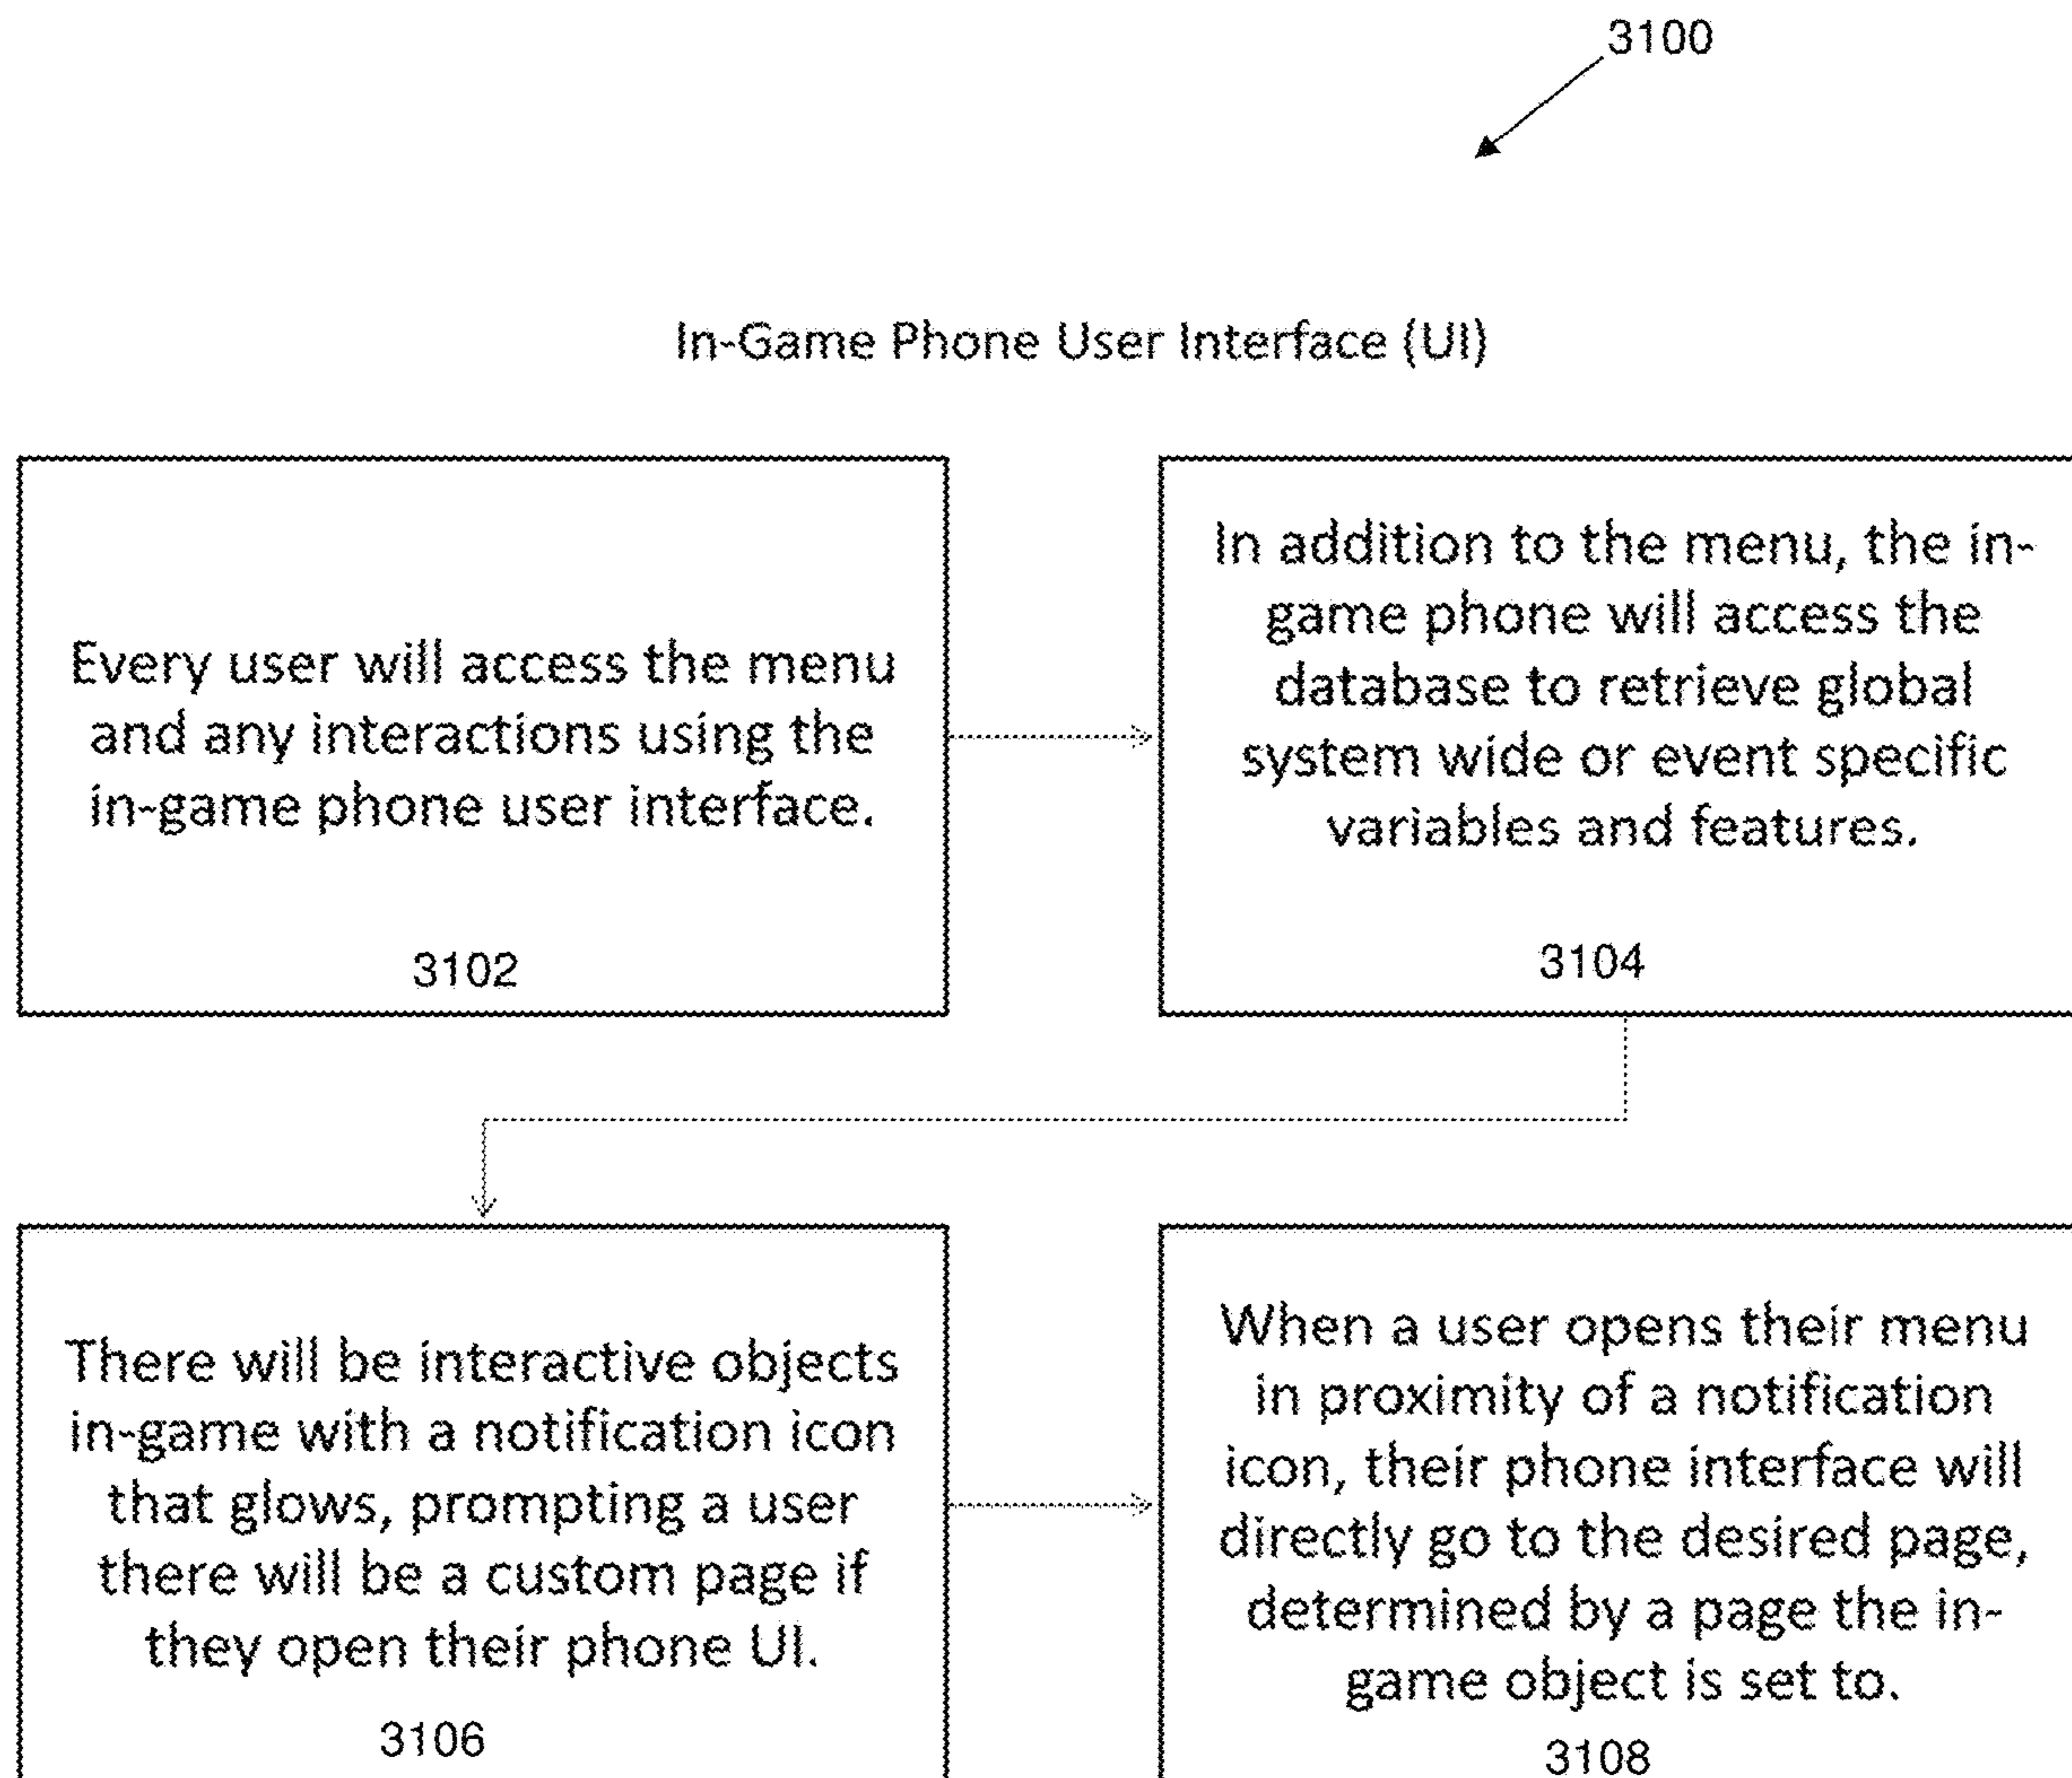 3100
In-Game Phone User Interface (UI)
Every user will access the menu
and any interactions using the
in-game phone user interface.
3102
In addition to the menu, the in-
game phone will access the
database to retrieve global
system wide or event specific
variables and features.
3104
There will be interactive objects
in-game with a notification icon
that glows, prompting a user
there will be a custom page if
they open their phone UI.
3106
When a user opens their menu
in proximity of a notification
icon, their phone interface will
directly go to the desired page,
determined by a page the in-
game object is set to.
3108